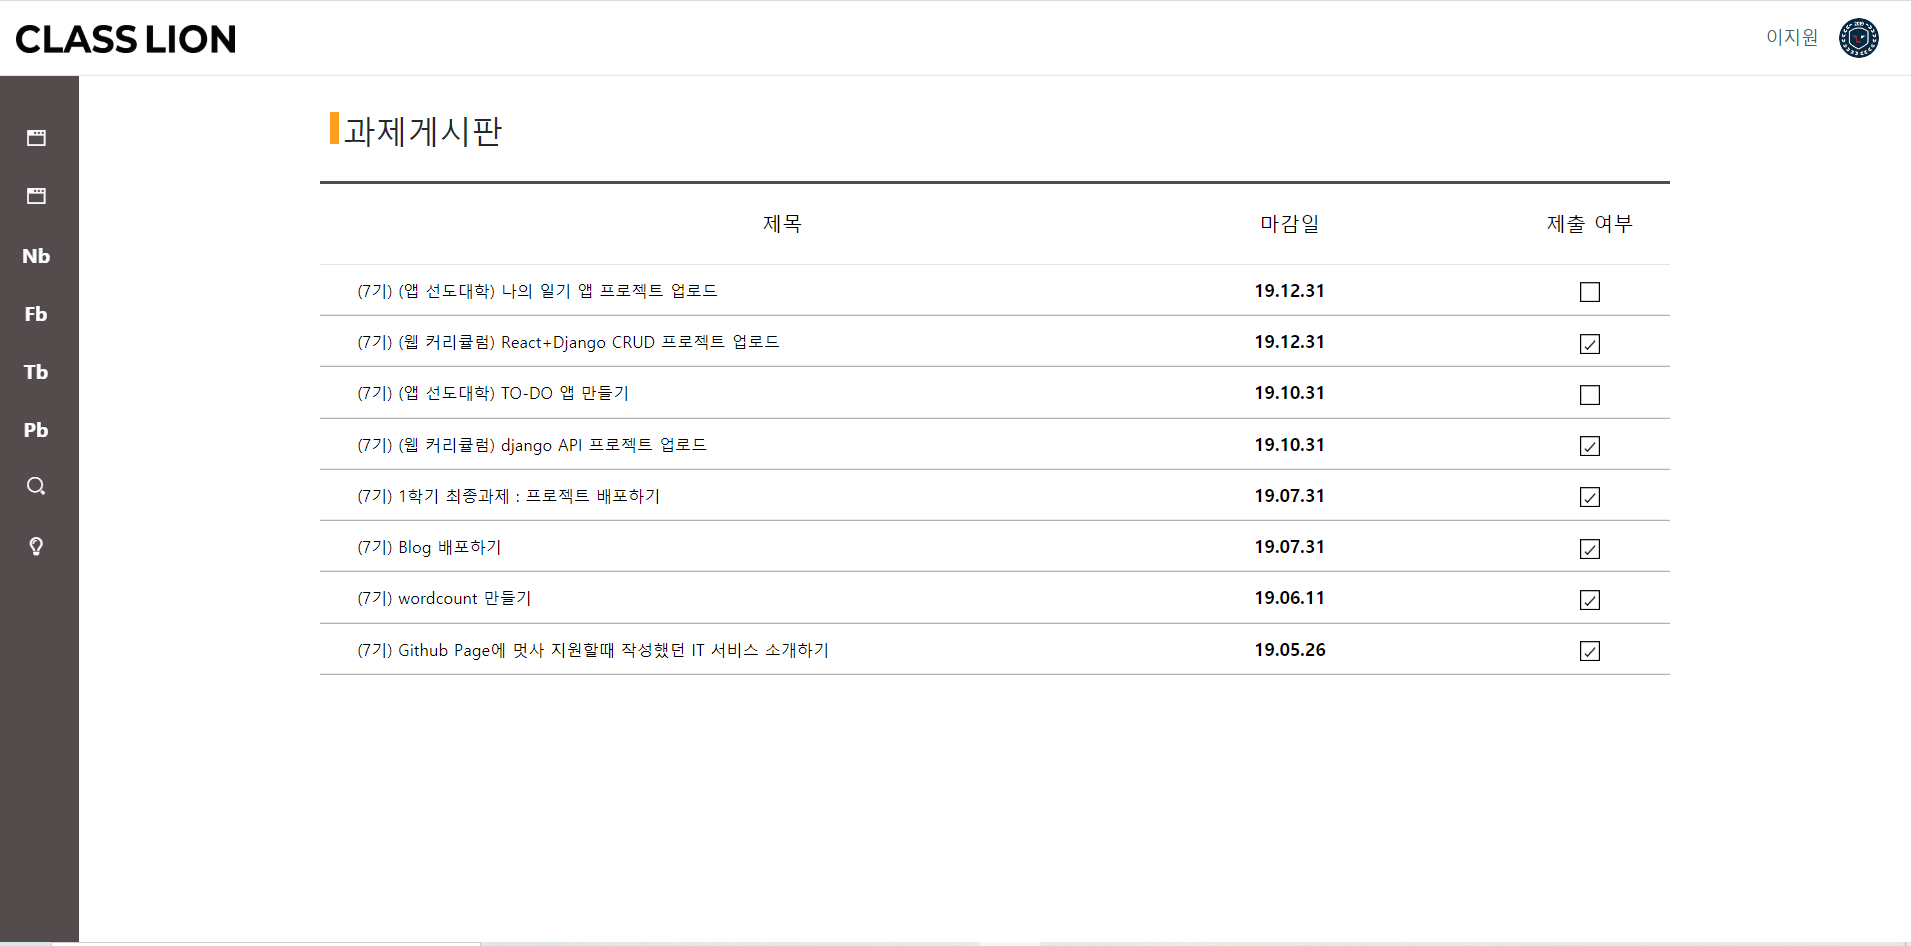 CLASS LION
이지원
과제게시판
제목 마감일 제출 여부
(7기) (앱 선도대학) 나의 일기 앱 프로젝트 업로드 19.12.31
(7기) (웹 커리큘럼) React+Django CRUD 프로젝트 업로드 19.12.31
(7기) (앱 선도대학) TO-DO 앱 만들기 19.10.31
(7기) (웹 커리큘럼) django API 프로젝트 업로드 19.10.31
(7기) 1학기 최종과제 : 프로젝트 배포하기 19.07.31
(7기) Blog 배포하기 19.07.31
(7기) wordcount 만들기 19.06.11
(7기) Github Page에 멋사 지원할때 작성했던 IT 서비스 소개하기 19.05.26
Nb
Fb
Tb
Pb